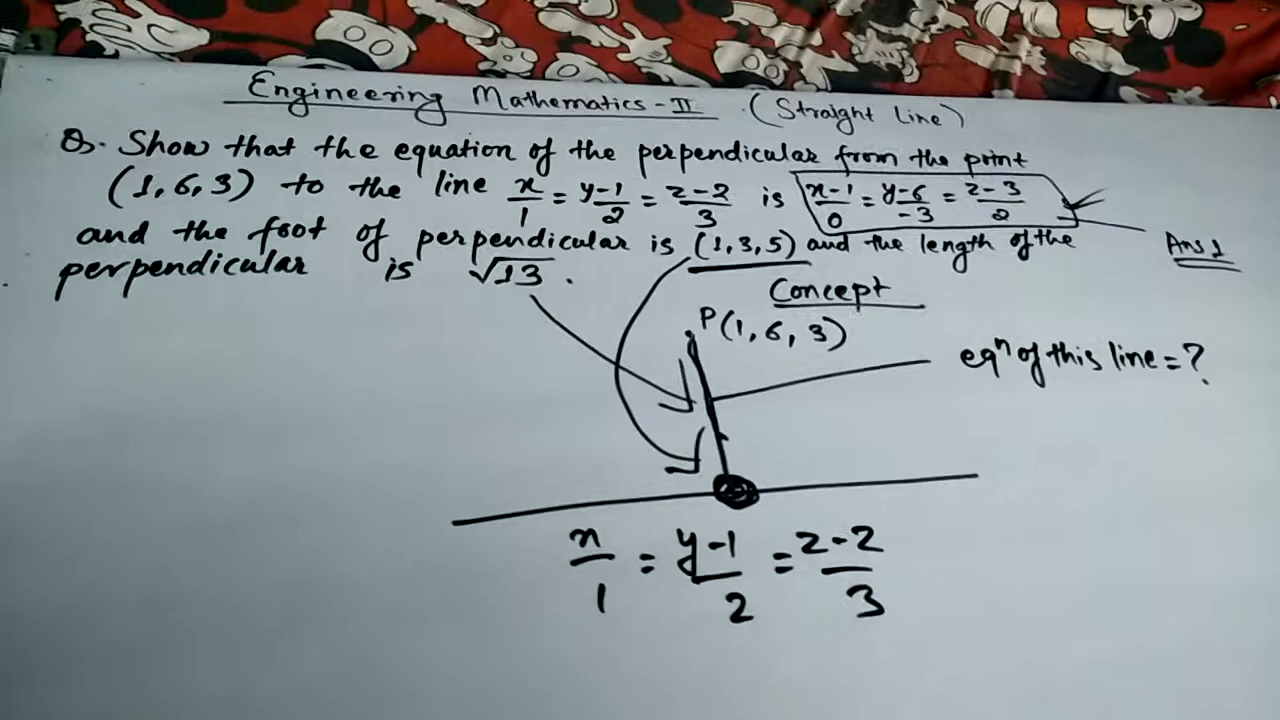 Engineering Mathematics-II (Straight Line)
Q. Show that the equation of the perpendicular from the print
(1, 6, 3) to the line x/1 = y-1/2 = z-2/3 is x-1/0 = y-6/-3 = z-3/2
and the foot of perpendicular is (1, 3, 5) and the length of the
perpendicular is √13.
Ans 1
Concept
P(1, 6, 3)
eqⁿ of this line = ?
x/1 = y-1/2 = z-2/3